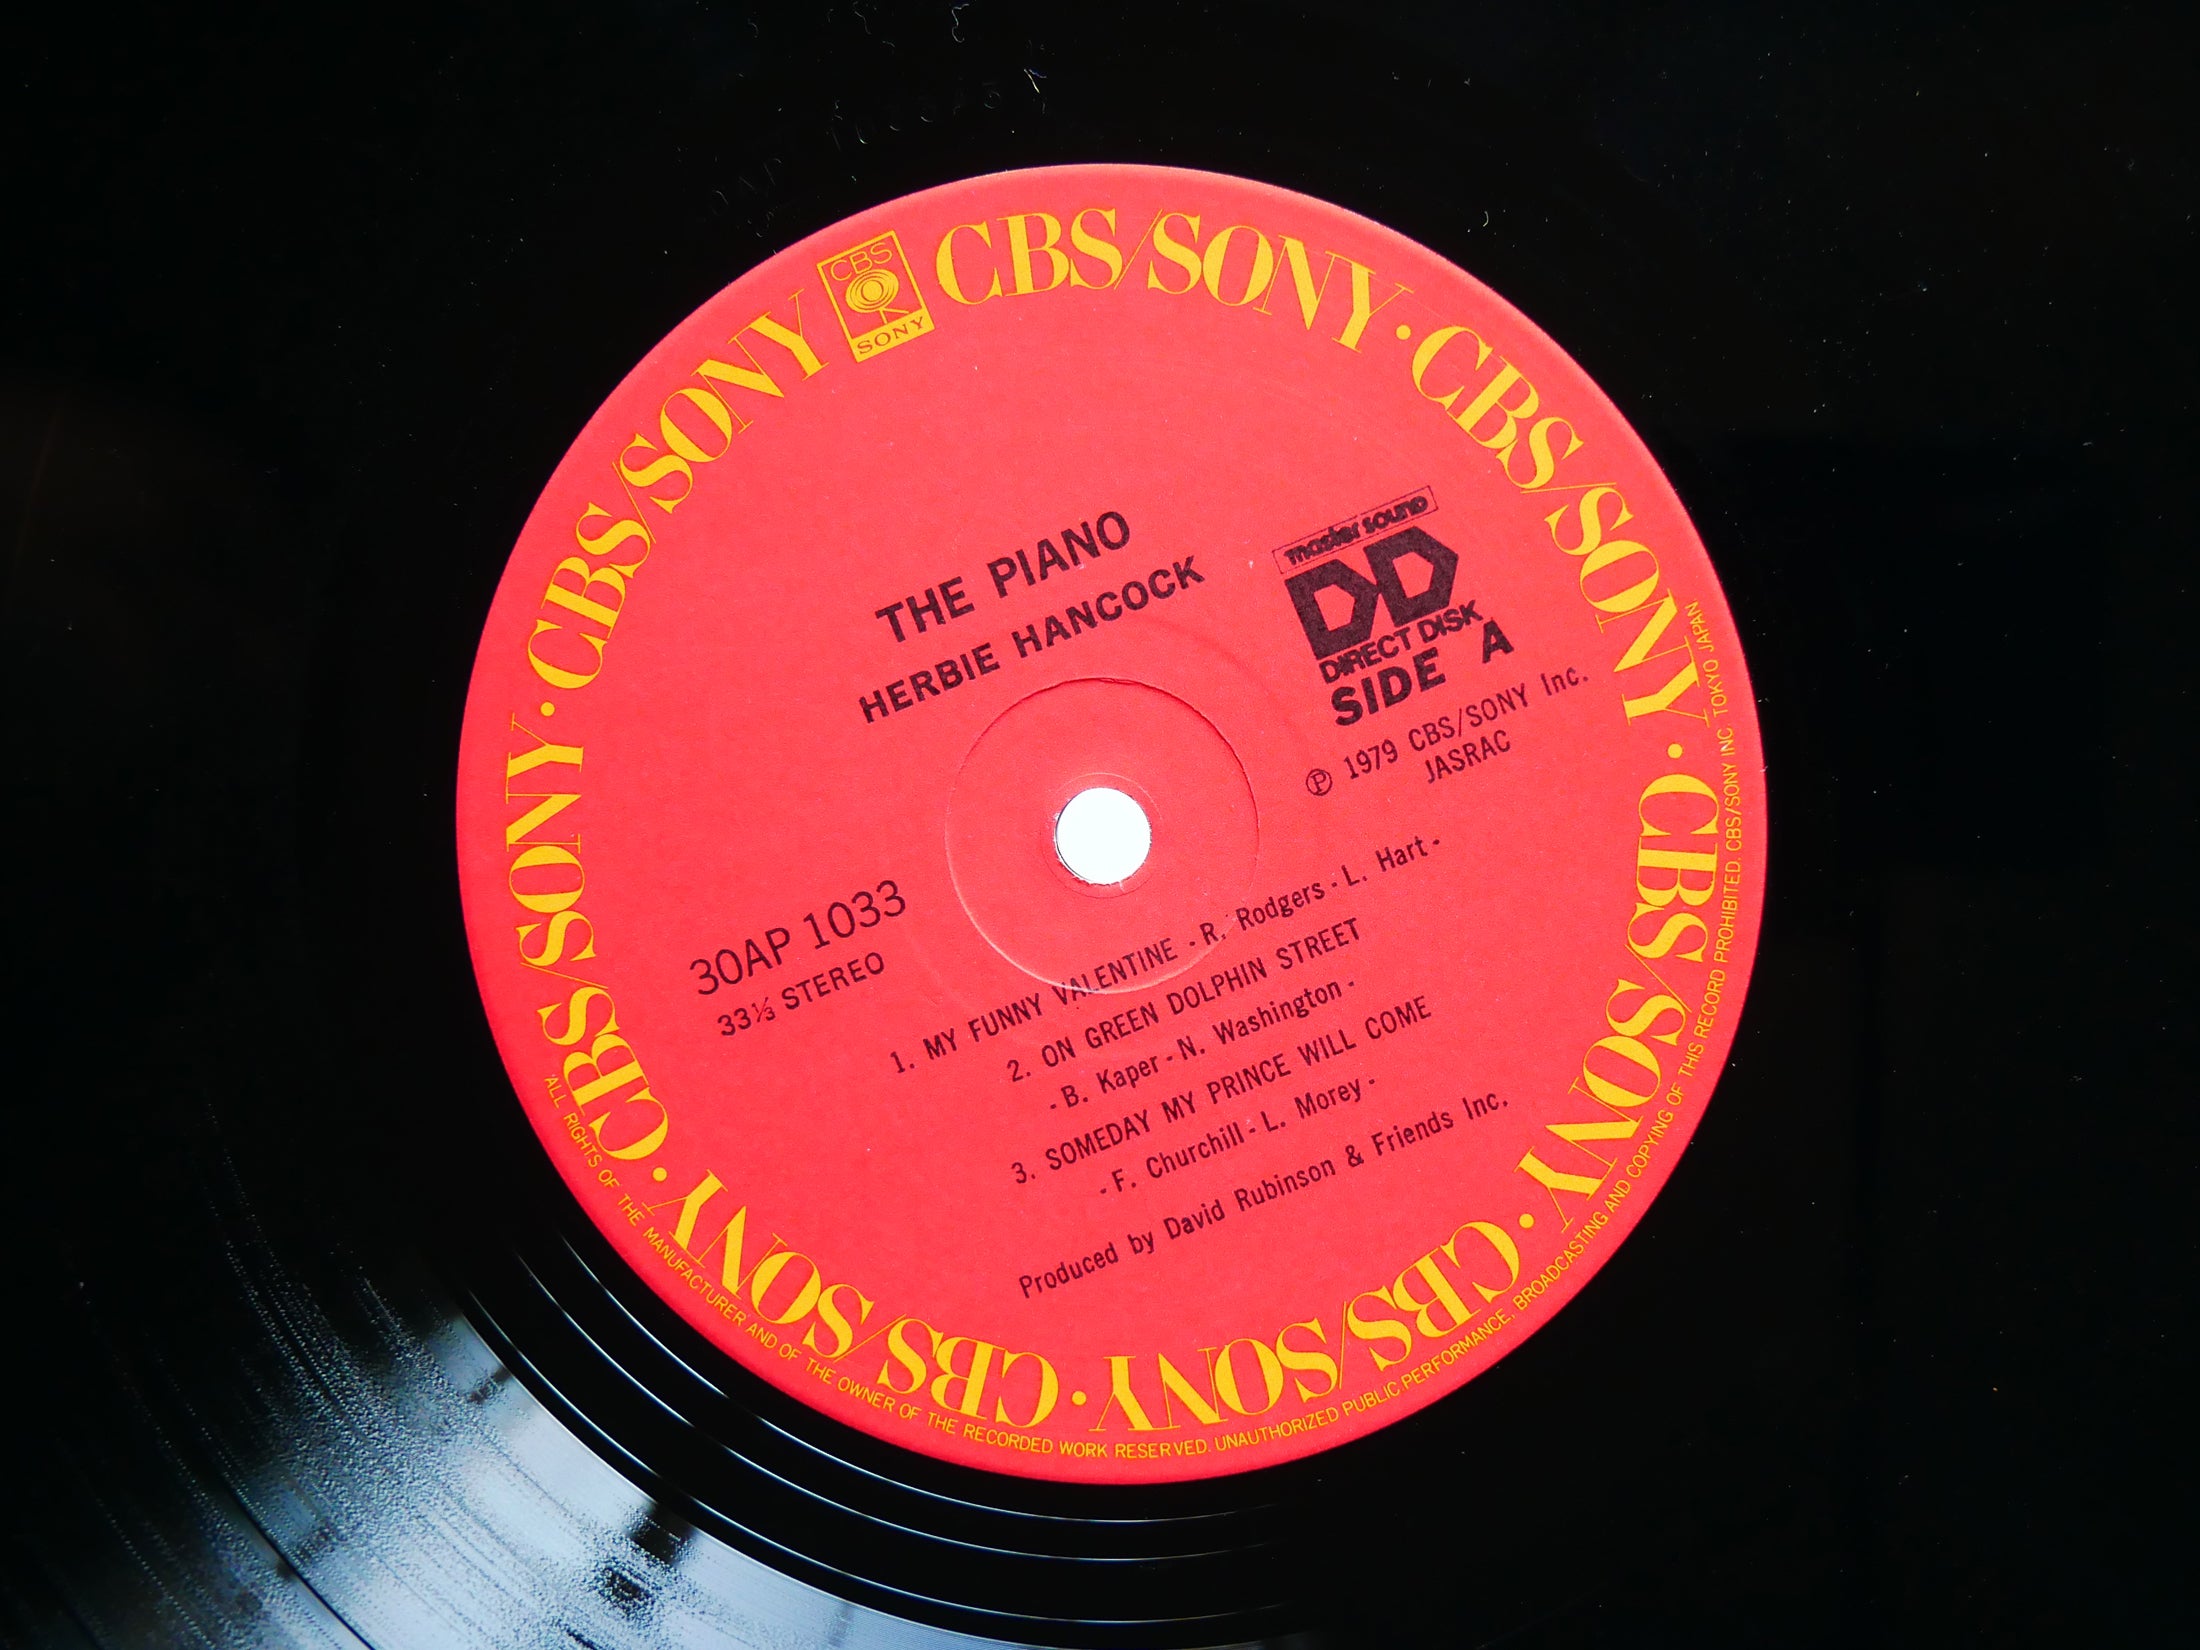 CBS/SONY · CBS/SONY · CBS/SONY · CBS/SONY · CBS/SONY · CBS/SONY · CBS/SONY · CBS/SONY
CBS
SONY
THE PIANO
HERBIE HANCOCK
master sound
DD
DIRECT DISK
SIDE A
Ⓟ 1979 CBS/SONY Inc.
JASRAC
30AP 1033
33⅓ STEREO
1. MY FUNNY VALENTINE - R. Rodgers - L. Hart -
2. ON GREEN DOLPHIN STREET
- B. Kaper - N. Washington -
3. SOMEDAY MY PRINCE WILL COME
- F. Churchill - L. Morey -
Produced by David Rubinson & Friends Inc.
ALL RIGHTS OF THE MANUFACTURER AND OF THE OWNER OF THE RECORDED WORK RESERVED. UNAUTHORIZED PUBLIC PERFORMANCE, BROADCASTING AND COPYING OF THIS RECORD PROHIBITED. CBS/SONY INC. TOKYO JAPAN